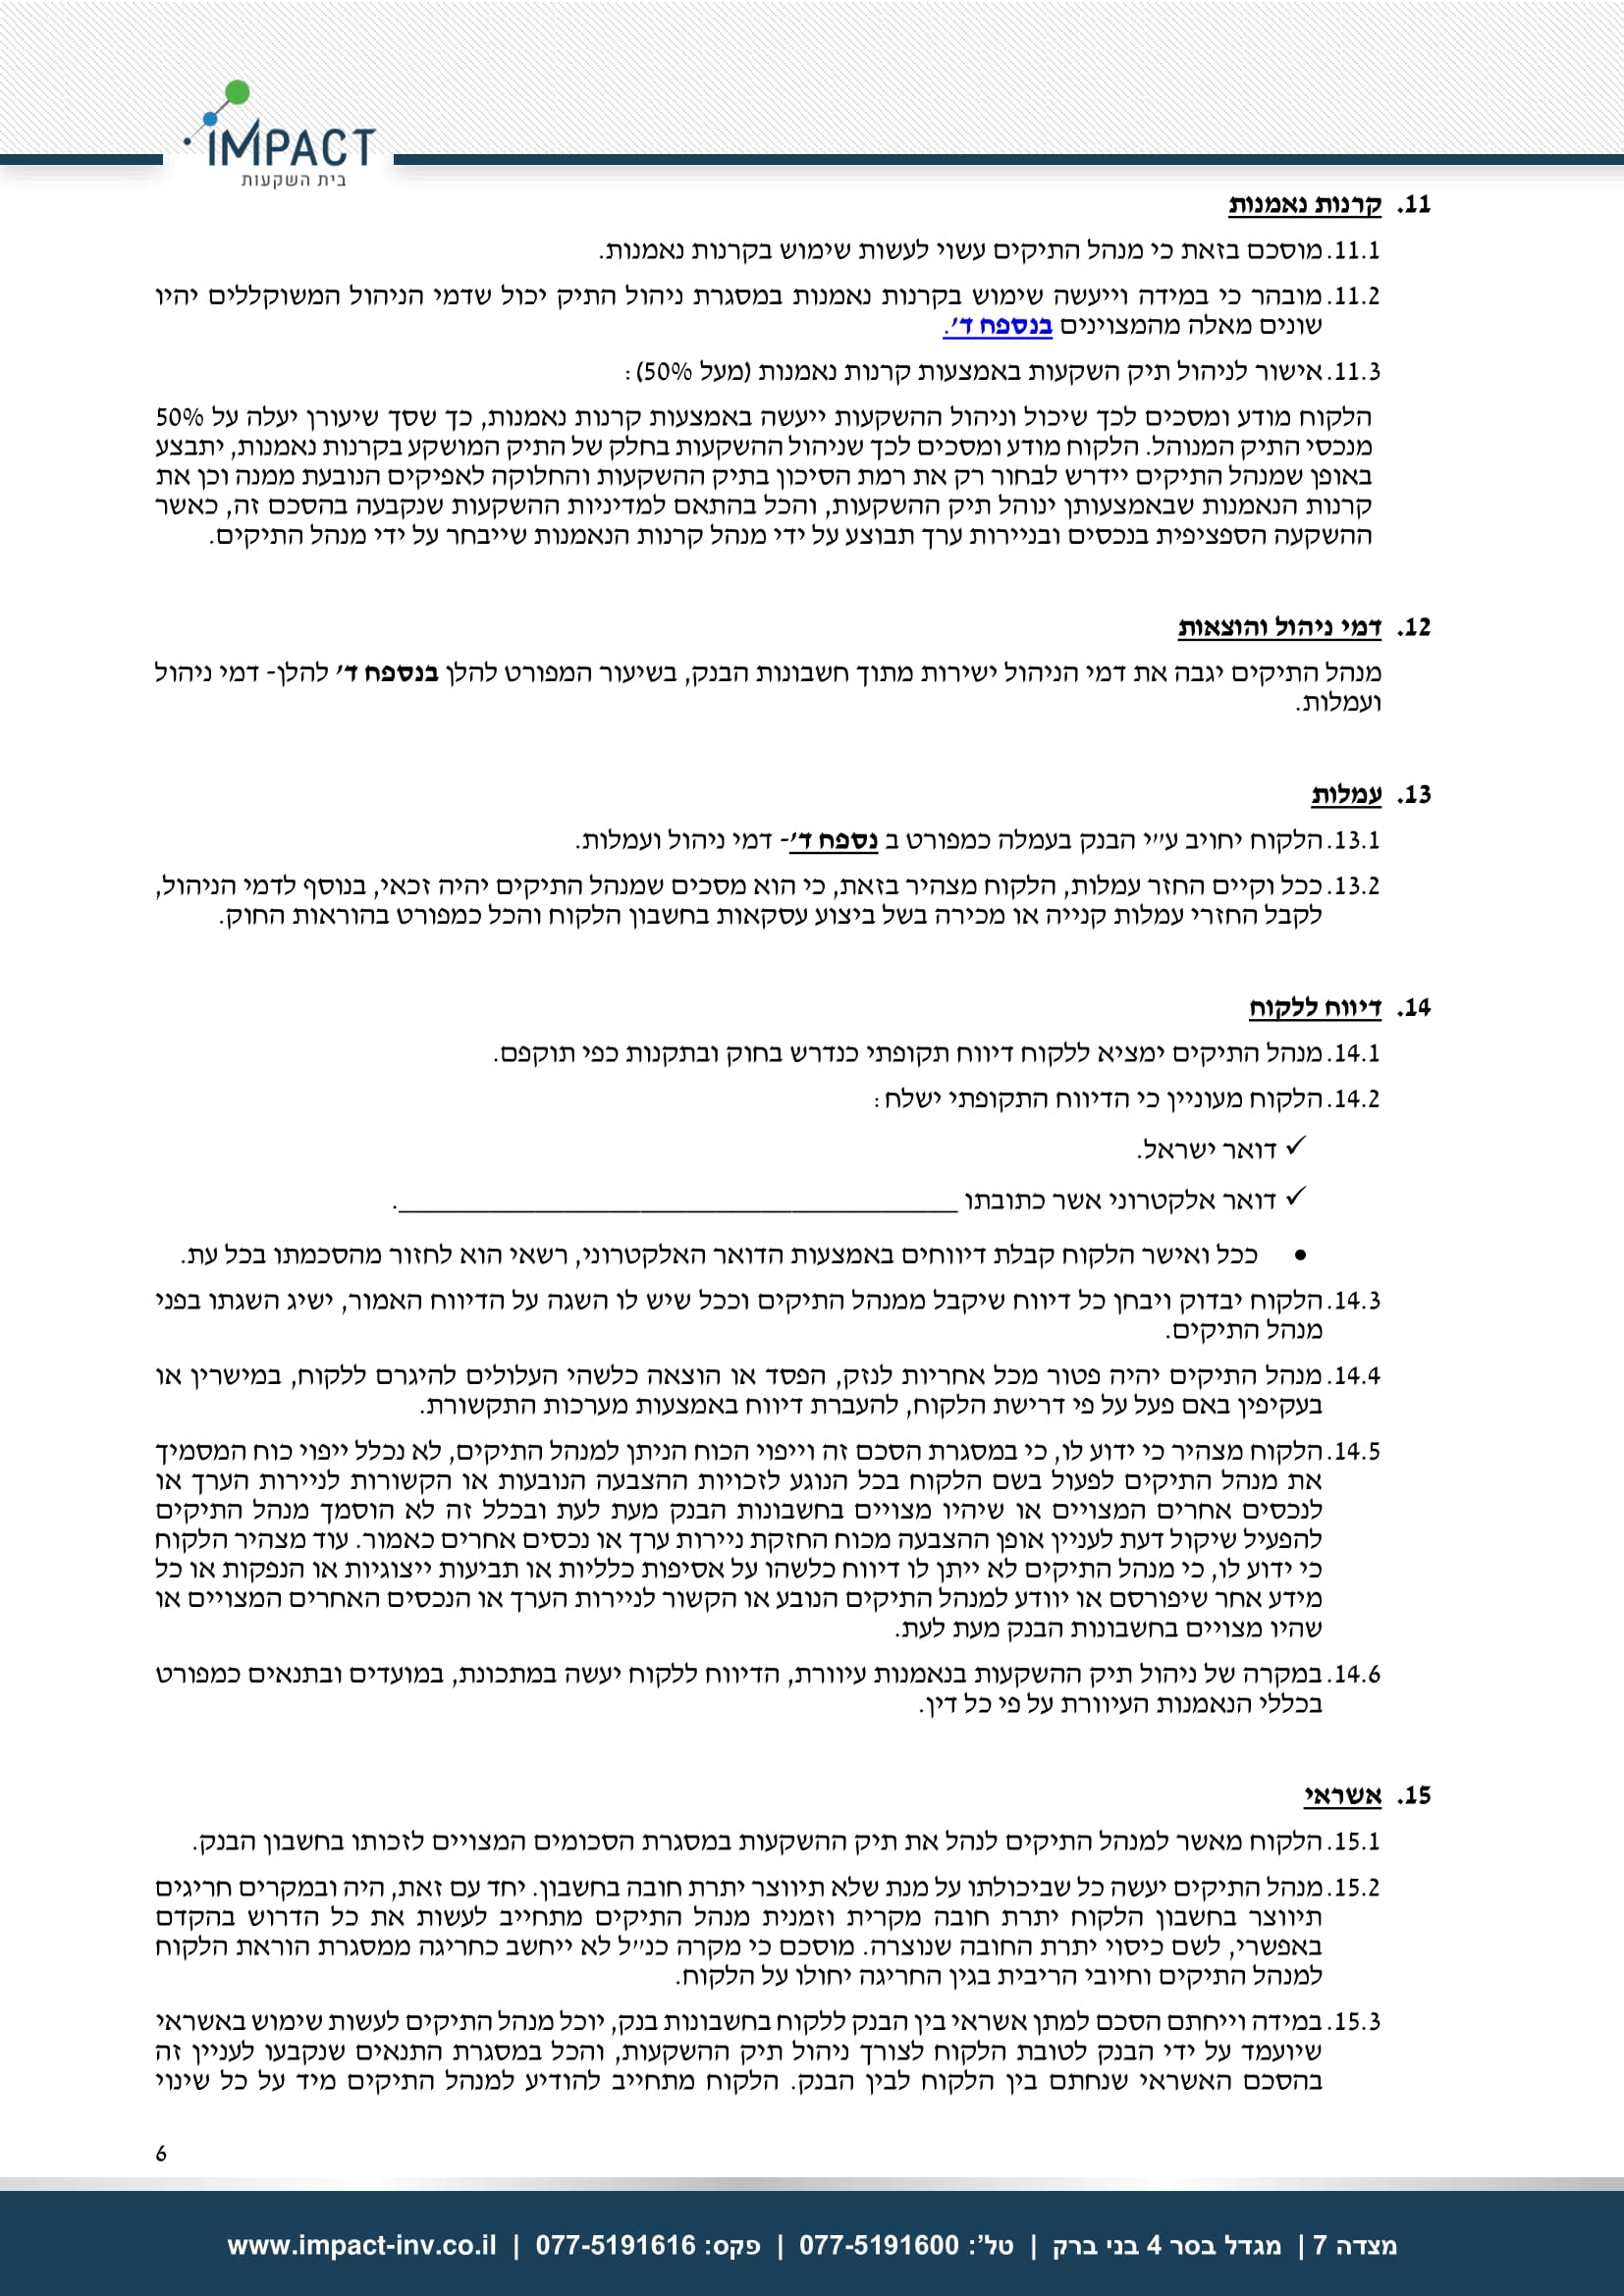 IMPACT
בית השקעות
11. קרנות נאמנות
11.1. מוסכם בזאת כי מנהל התיקים עשוי לעשות שימוש בקרנות נאמנות.
11.2. מובהר כי במידה וייעשה שימוש בקרנות נאמנות במסגרת ניהול התיק יכול שדמי הניהול המשוקללים יהיו
שונים מאלה מהמצוינים בנספח ד'.
11.3. אישור לניהול תיק השקעות באמצעות קרנות נאמנות (מעל 50%):
הלקוח מודע ומסכים לכך שיכול וניהול ההשקעות ייעשה באמצעות קרנות נאמנות, כך שסך שיעורן יעלה על 50%
מנכסי התיק המנוהל. הלקוח מודע ומסכים לכך שניהול ההשקעות בחלק של התיק המושקע בקרנות נאמנות, יתבצע
באופן שמנהל התיקים יידרש לבחור רק את רמת הסיכון בתיק ההשקעות והחלוקה לאפיקים הנובעת ממנה וכן את
קרנות הנאמנות שבאמצעותן ינוהל תיק ההשקעות, והכל בהתאם למדיניות ההשקעות שנקבעה בהסכם זה, כאשר
ההשקעה הספציפית בנכסים ובניירות ערך תבוצע על ידי מנהל קרנות הנאמנות שייבחר על ידי מנהל התיקים.
12. דמי ניהול והוצאות
מנהל התיקים יגבה את דמי הניהול ישירות מתוך חשבונות הבנק, בשיעור המפורט להלן בנספח ד' להלן- דמי ניהול
ועמלות.
13. עמלות
13.1. הלקוח יחויב ע"י הבנק בעמלה כמפורט ב נספח ד'- דמי ניהול ועמלות.
13.2. ככל וקיים החזר עמלות, הלקוח מצהיר בזאת, כי הוא מסכים שמנהל התיקים יהיה זכאי, בנוסף לדמי הניהול,
לקבל החזרי עמלות קנייה או מכירה בשל ביצוע עסקאות בחשבון הלקוח והכל כמפורט בהוראות החוק.
14. דיווח ללקוח
14.1. מנהל התיקים ימציא ללקוח דיווח תקופתי כנדרש בחוק ובתקנות כפי תוקפם.
14.2. הלקוח מעוניין כי הדיווח התקופתי ישלח:
✓ דואר ישראל.
✓ דואר אלקטרוני אשר כתובתו ________________________________________.
• ככל ואישר הלקוח קבלת דיווחים באמצעות הדואר האלקטרוני, רשאי הוא לחזור מהסכמתו בכל עת.
14.3. הלקוח יבדוק ויבחן כל דיווח שיקבל ממנהל התיקים וככל שיש לו השגה על הדיווח האמור, ישיג השגתו בפני
מנהל התיקים.
14.4. מנהל התיקים יהיה פטור מכל אחריות לנזק, הפסד או הוצאה כלשהי העלולים להיגרם ללקוח, במישרין או
בעקיפין באם פעל על פי דרישת הלקוח, להעברת דיווח באמצעות מערכות התקשורת.
14.5. הלקוח מצהיר כי ידוע לו, כי במסגרת הסכם זה וייפוי הכוח הניתן למנהל התיקים, לא נכלל ייפוי כוח המסמיך
את מנהל התיקים לפעול בשם הלקוח בכל הנוגע לזכויות ההצבעה הנובעות או הקשורות לניירות הערך או
לנכסים אחרים המצויים או שיהיו מצויים בחשבונות הבנק מעת לעת ובכלל זה לא הוסמך מנהל התיקים
להפעיל שיקול דעת לעניין אופן ההצבעה מכוח החזקת ניירות ערך או נכסים אחרים כאמור. עוד מצהיר הלקוח
כי ידוע לו, כי מנהל התיקים לא ייתן לו דיווח כלשהו על אסיפות כלליות או תביעות ייצוגיות או הנפקות או כל
מידע אחר שיפורסם או יוודע למנהל התיקים הנובע או הקשור לניירות הערך או הנכסים האחרים המצויים או
שהיו מצויים בחשבונות הבנק מעת לעת.
14.6. במקרה של ניהול תיק ההשקעות בנאמנות עיוורת, הדיווח ללקוח יעשה במתכונת, במועדים ובתנאים כמפורט
בכללי הנאמנות העיוורת על פי כל דין.
15. אשראי
15.1. הלקוח מאשר למנהל התיקים לנהל את תיק ההשקעות במסגרת הסכומים המצויים לזכותו בחשבון הבנק.
15.2. מנהל התיקים יעשה כל שביכולתו על מנת שלא תיווצר יתרת חובה בחשבון. יחד עם זאת, היה ובמקרים חריגים
תיווצר בחשבון הלקוח יתרת חובה מקרית וזמנית מנהל התיקים מתחייב לעשות את כל הדרוש בהקדם
באפשרי, לשם כיסוי יתרת החובה שנוצרה. מוסכם כי מקרה כנ"ל לא ייחשב כחריגה ממסגרת הוראת הלקוח
למנהל התיקים וחיובי הריבית בגין החריגה יחולו על הלקוח.
15.3. במידה וייחתם הסכם למתן אשראי בין הבנק ללקוח בחשבונות בנק, יוכל מנהל התיקים לעשות שימוש באשראי
שיועמד על ידי הבנק לטובת הלקוח לצורך ניהול תיק ההשקעות, והכל במסגרת התנאים שנקבעו לעניין זה
בהסכם האשראי שנחתם בין הלקוח לבין הבנק. הלקוח מתחייב להודיע למנהל התיקים מיד על כל שינוי
6
מצדה 7 | מגדל בסר 4 בני ברק | טל': 077-5191600 | פקס: 077-5191616 | www.impact-inv.co.il